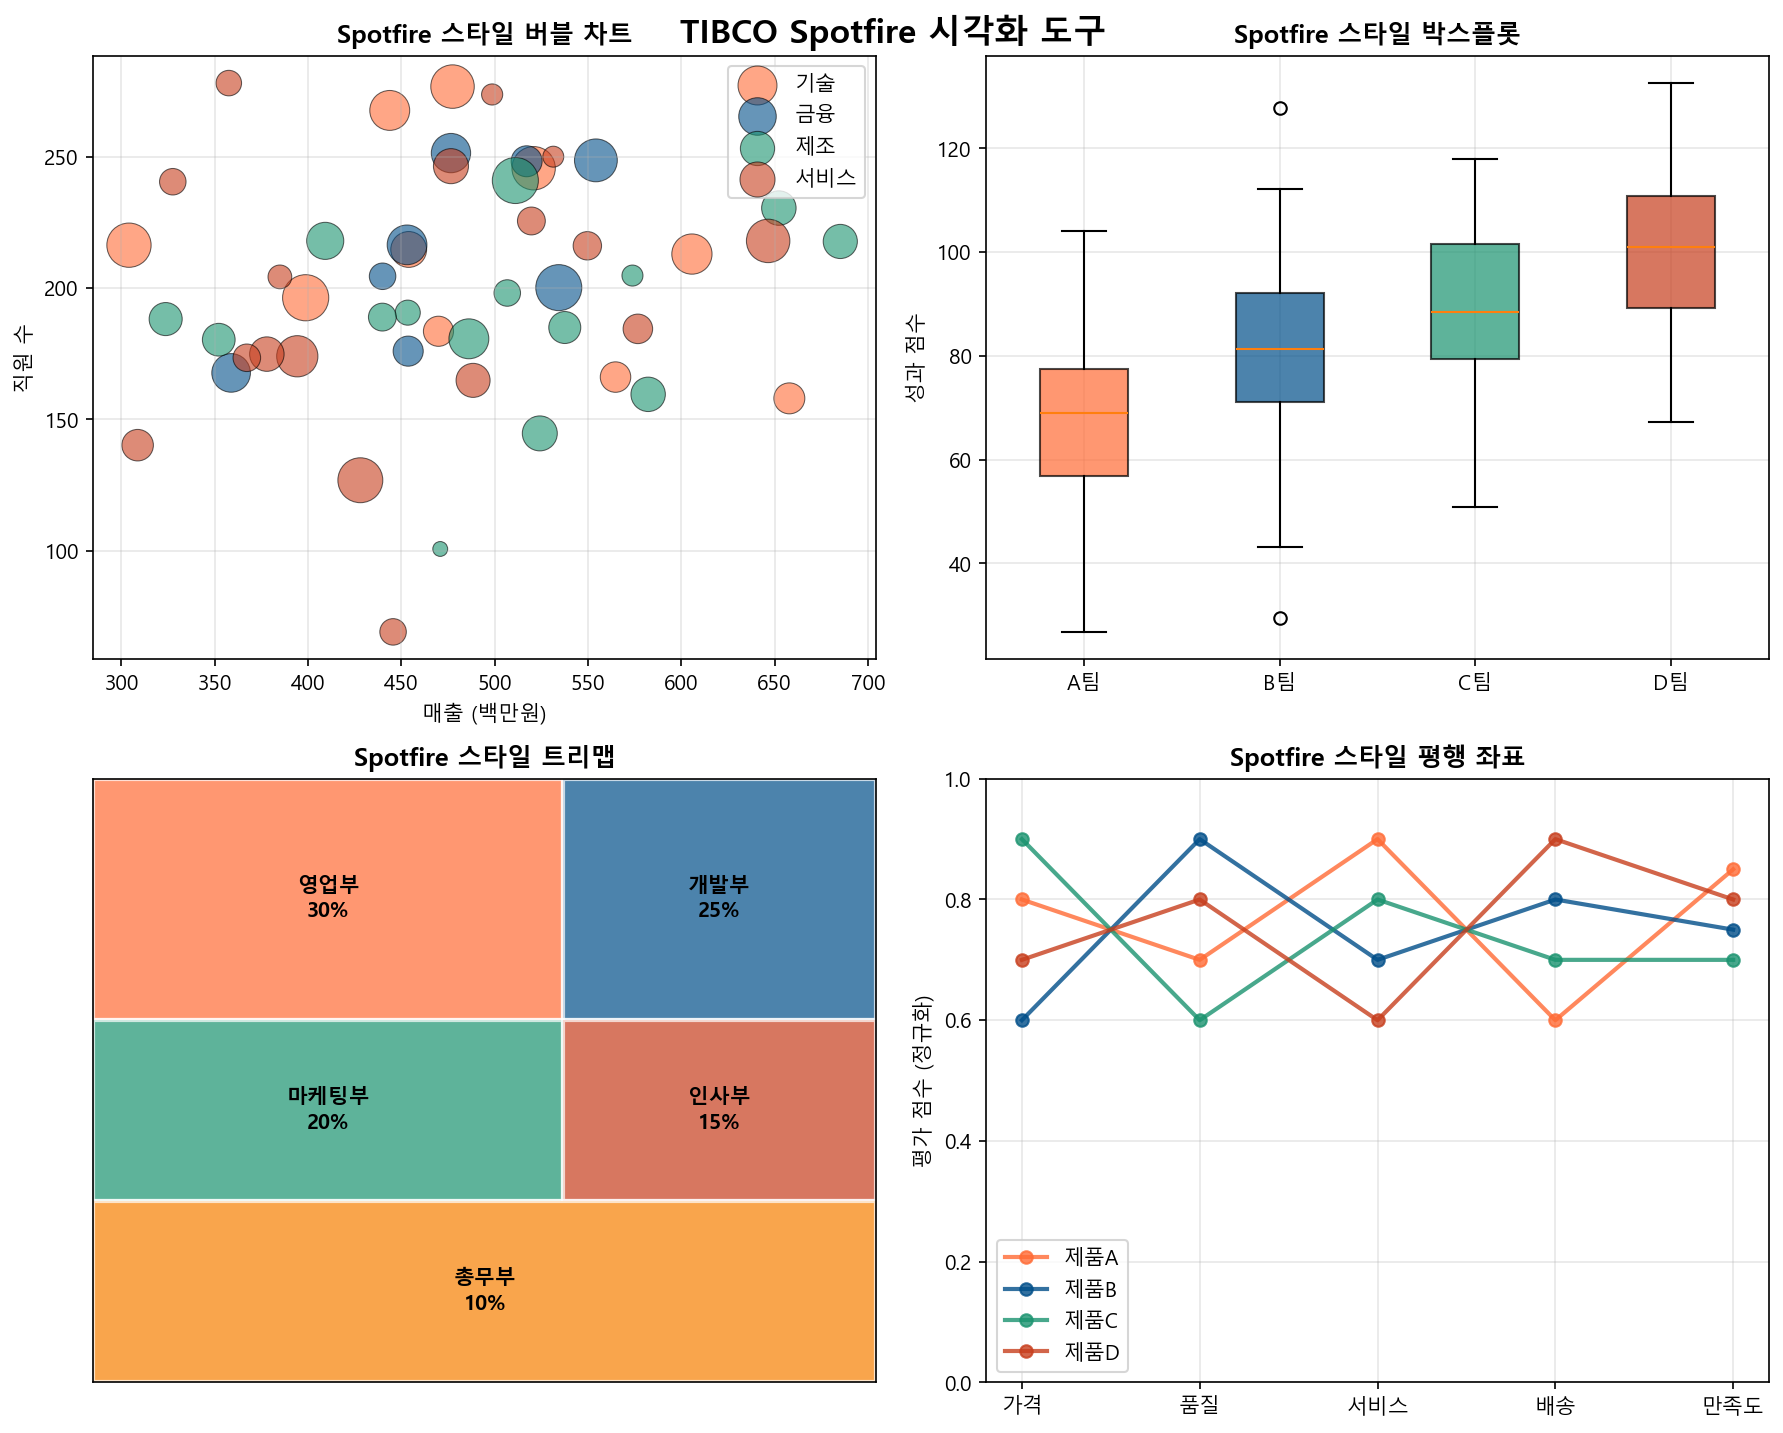 TIBCO Spotfire 시각화 도구
Spotfire 스타일 버블 차트
직원 수
250
200
150
100
300 350 400 450 500 550 600 650 700
매출 (백만원)
기술
금융
제조
서비스
Spotfire 스타일 박스플롯
성과 점수
120
100
80
60
40
A팀 B팀 C팀 D팀
Spotfire 스타일 트리맵
영업부
30%
개발부
25%
마케팅부
20%
인사부
15%
총무부
10%
Spotfire 스타일 평행 좌표
평가 점수 (정규화)
1.0
0.8
0.6
0.4
0.2
0.0
제품A
제품B
제품C
제품D
가격 품질 서비스 배송 만족도